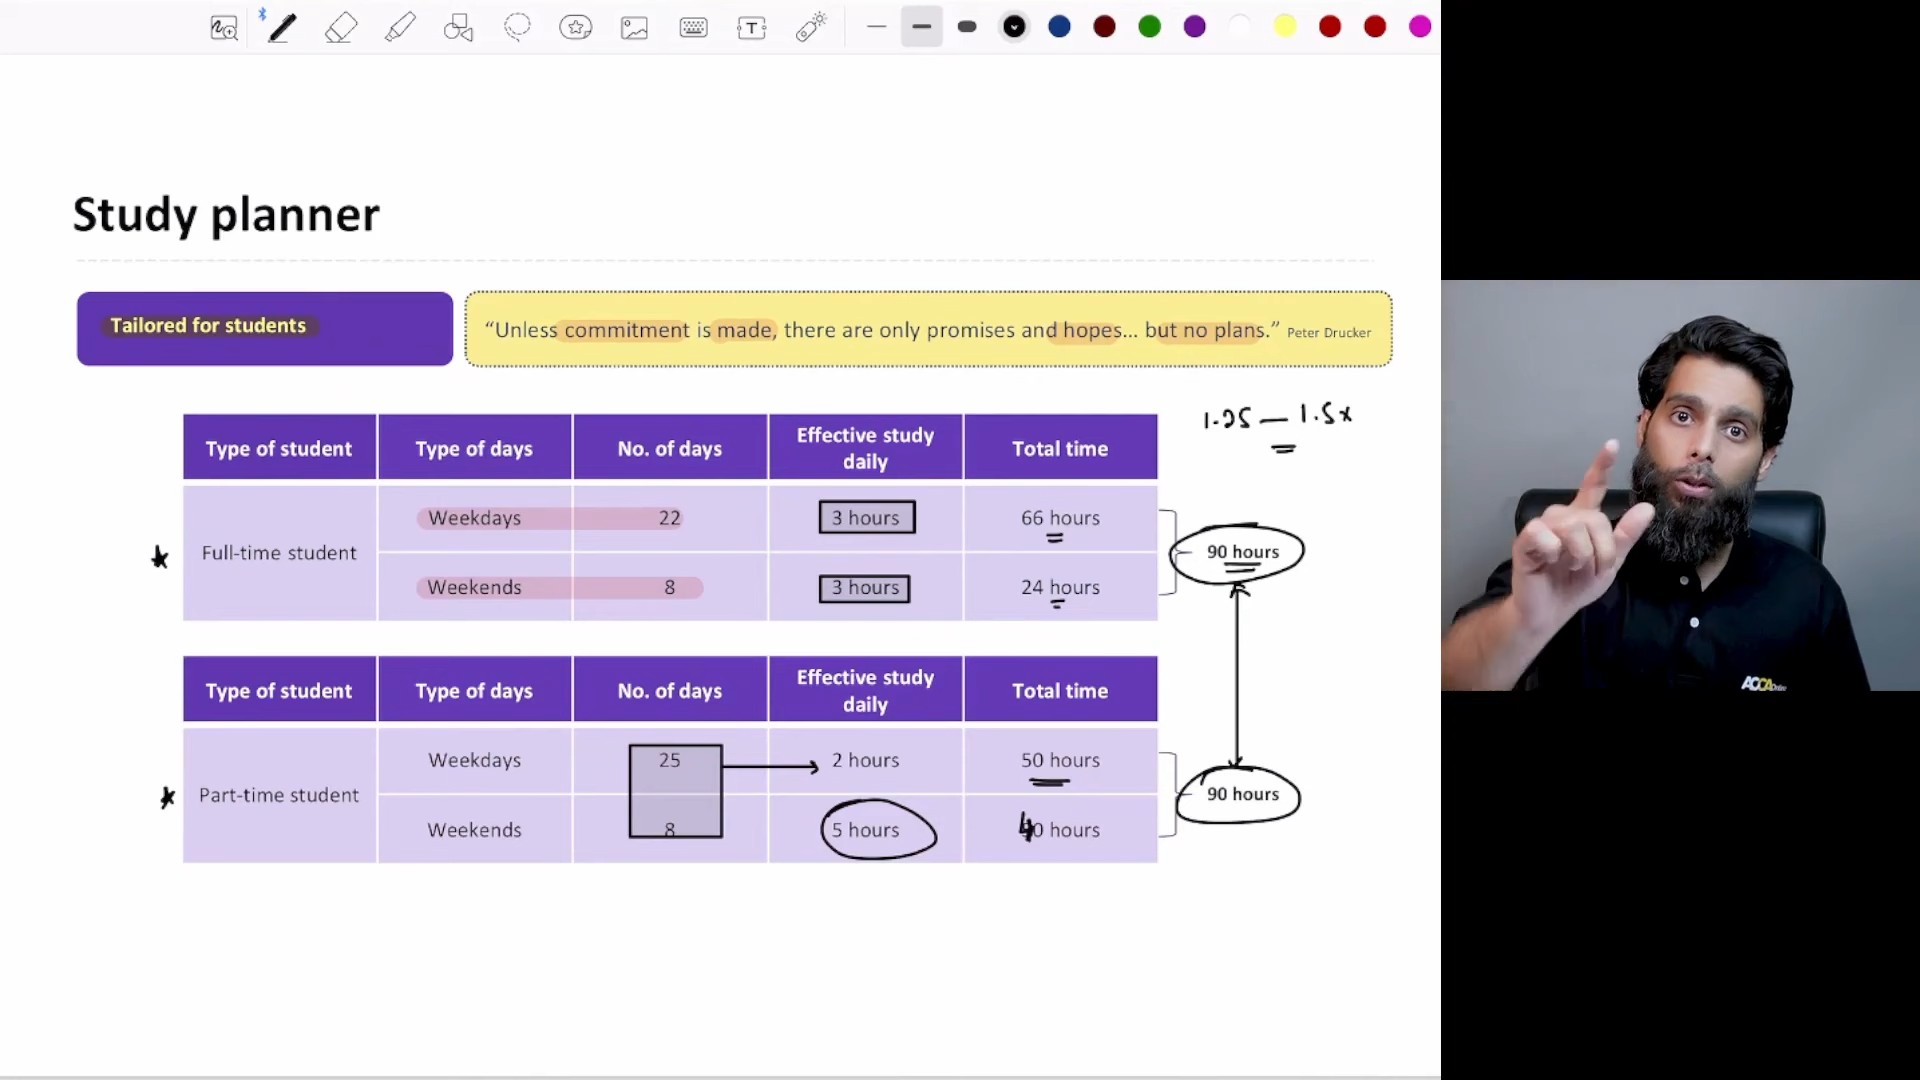 Study planner
Tailored for students
“Unless commitment is made, there are only promises and hopes... but no plans.” Peter Drucker
1.25 — 1.5x
Type of student Type of days No. of days Effective study daily Total time
Full-time student
Weekdays 22 3 hours 66 hours
90 hours
Weekends 8 3 hours 24 hours
Type of student Type of days No. of days Effective study daily Total time
Part-time student
Weekdays 25 2 hours 50 hours
90 hours
Weekends 8 5 hours 40 hours
ACCA